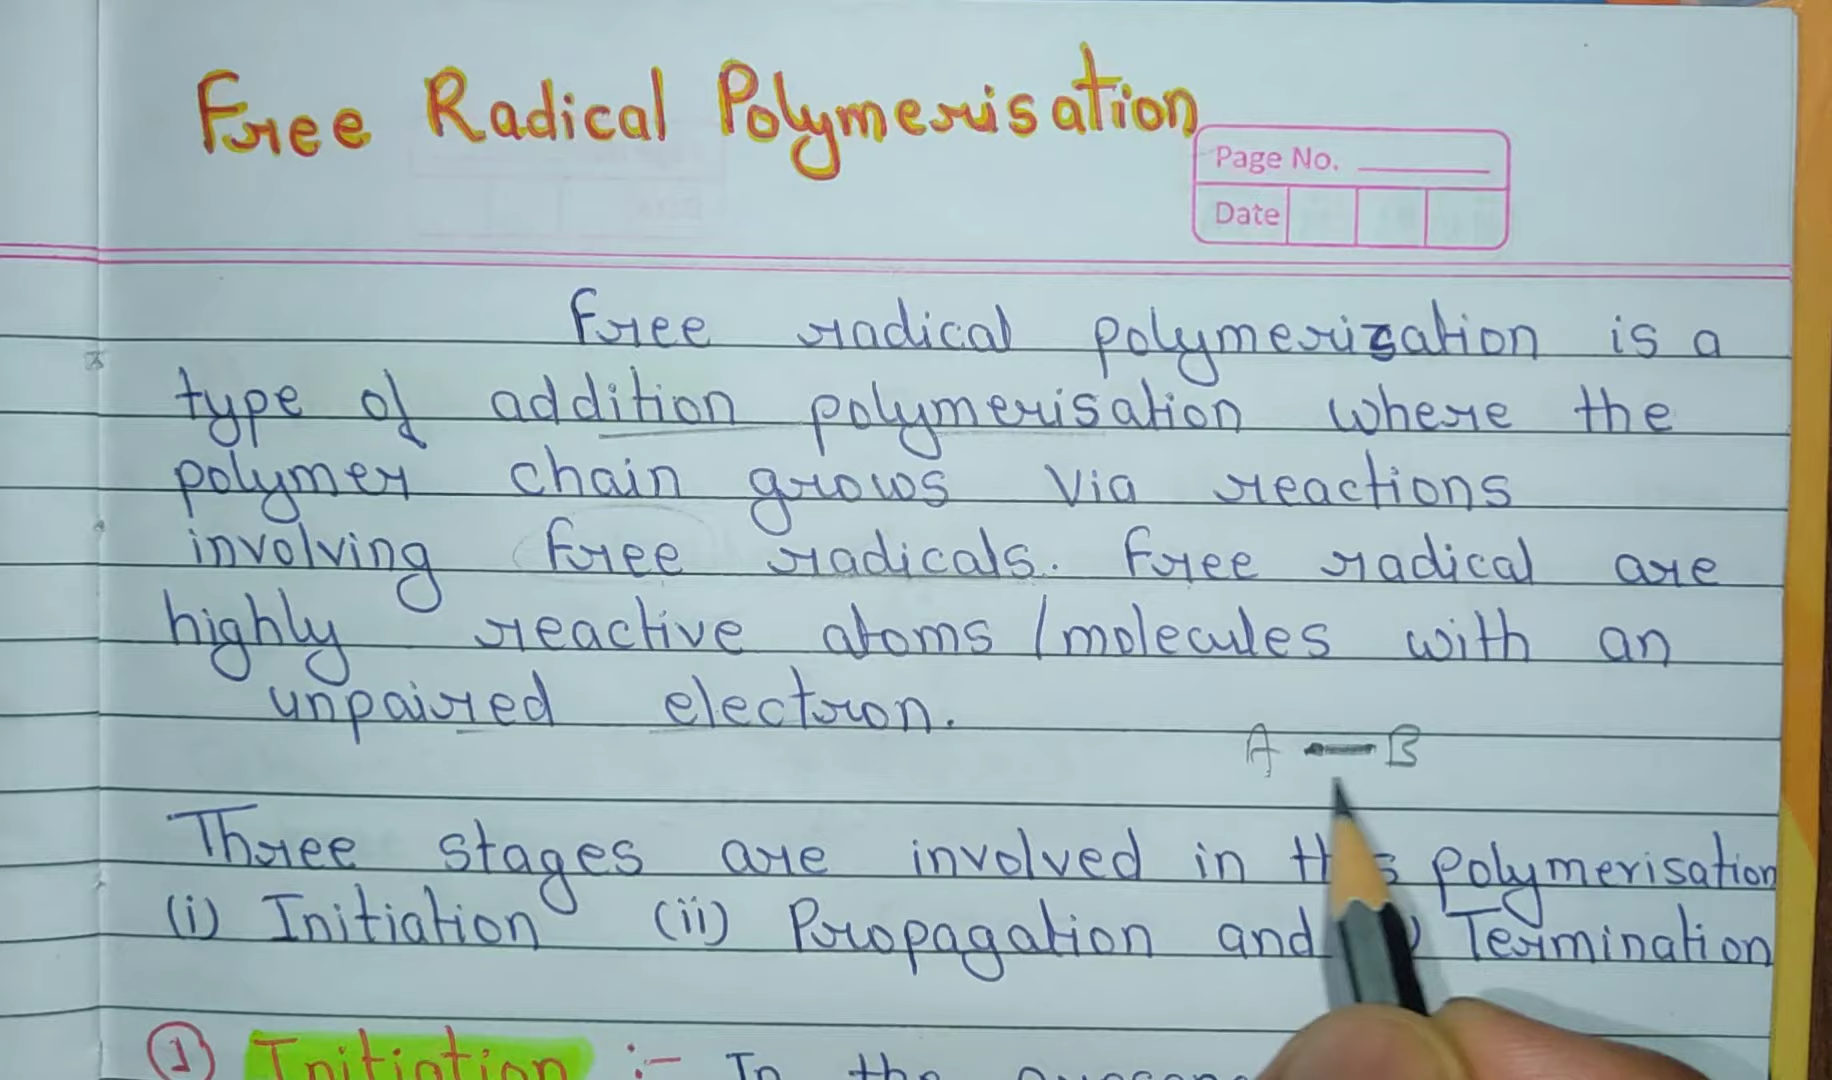 Free Radical Polymerisation
Page No.
Date
Free radical polymerization is a
type of addition polymerisation where the
polymer chain grows via reactions
involving free radicals. Free radical are
highly reactive atoms/molecules with an
unpaired electron.
A — B
Three stages are involved in this polymerisation
(i) Initiation (ii) Propagation and Termination
① Initiation :- In the